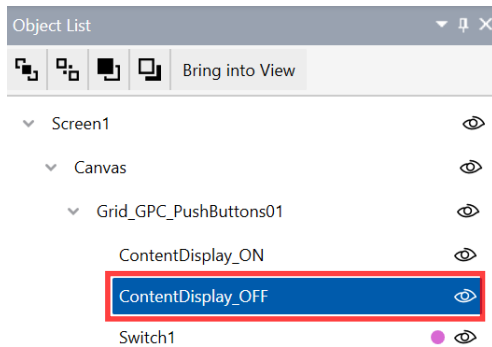 Object List
Bring into View
Screen1
Canvas
Grid_GPC_PushButtons01
ContentDisplay_ON
ContentDisplay_OFF
Switch1